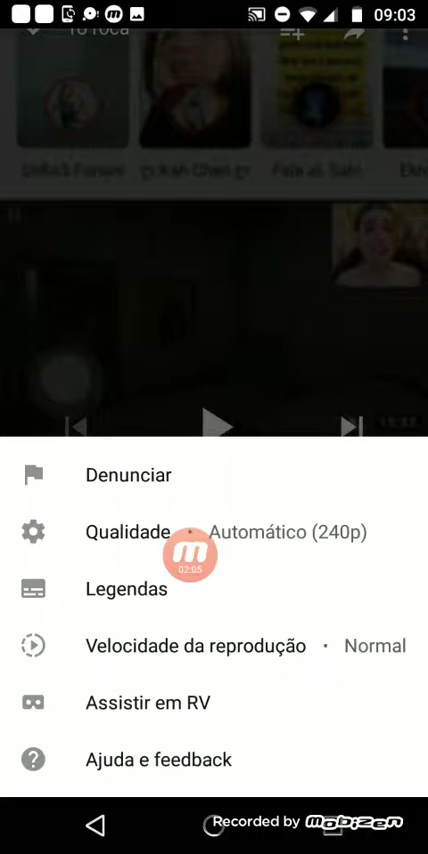 09:03
Denunciar
Qualidade · Automático (240p)
02:05
Legendas
Velocidade da reprodução · Normal
Assistir em RV
Ajuda e feedback
Recorded by mobizen